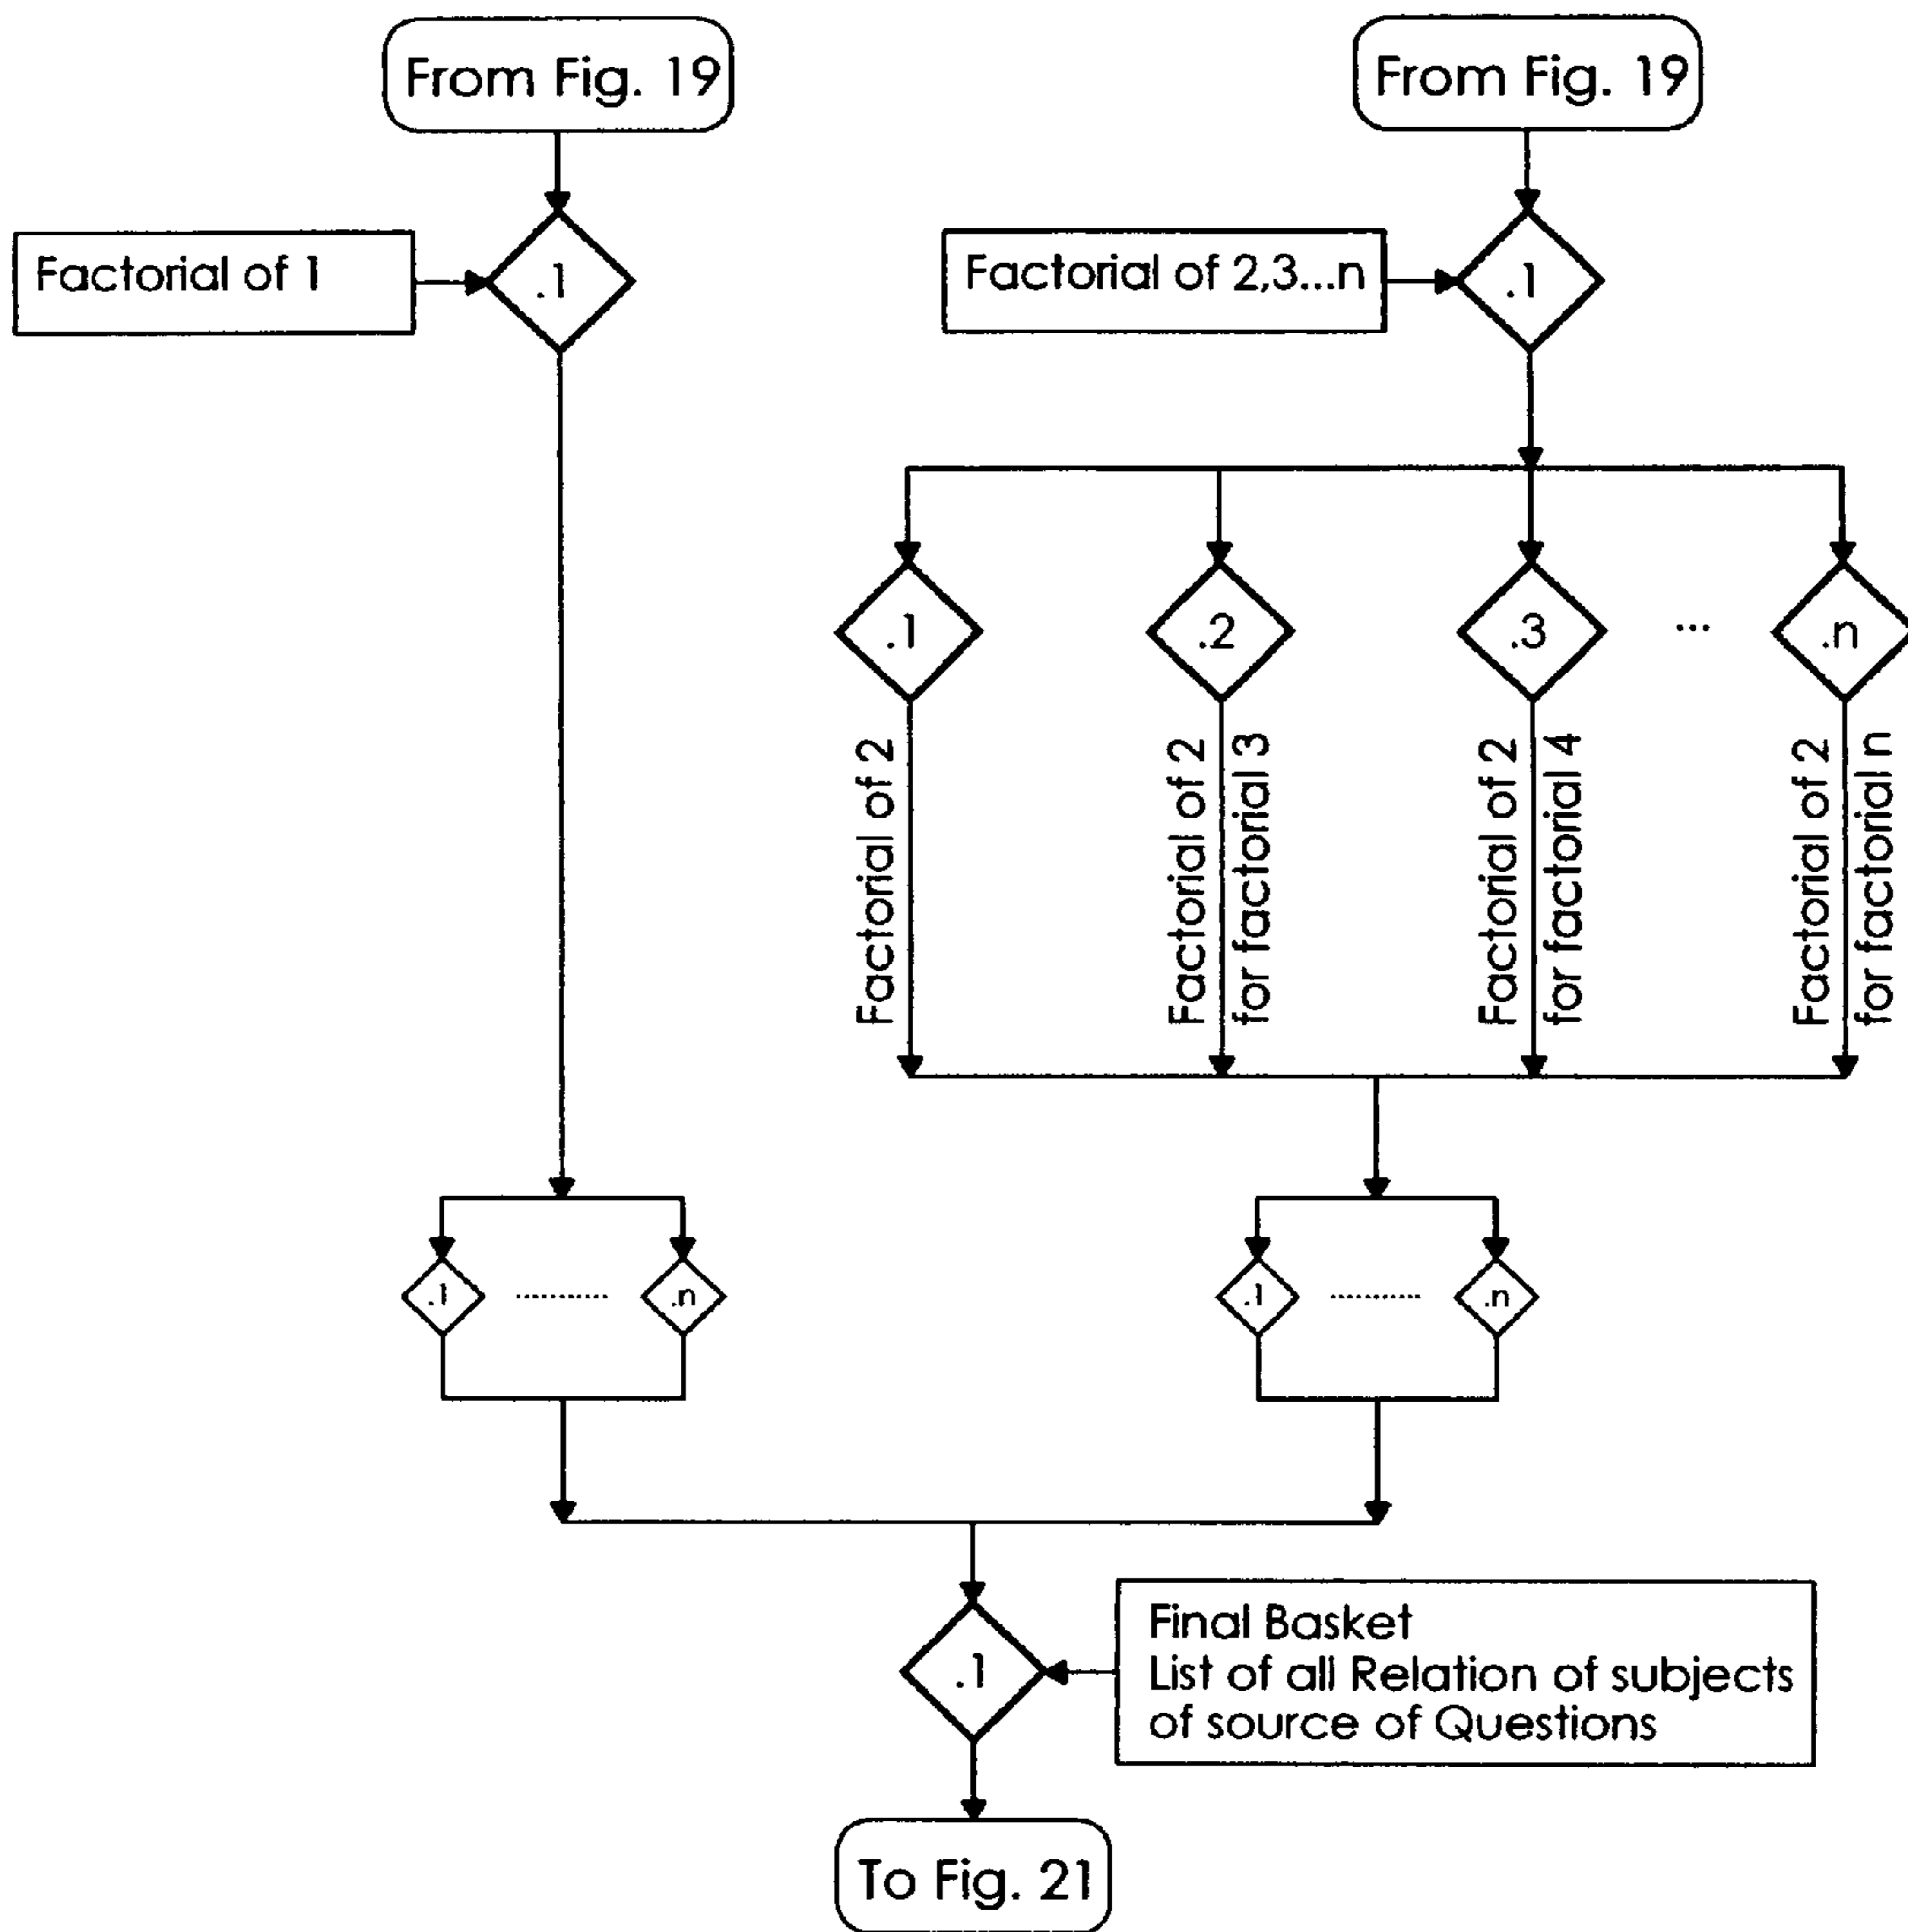 From Fig. 19
From Fig. 19
Factorial of 1
.1
Factorial of 2,3...n
.1
.1
.2
.3
...
.n
Factorial of 2
Factorial of 2
for factorial 3
Factorial of 2
for factorial 4
Factorial of 2
for factorial n
.1
..........
.n
.1
..........
.n
.1
Final Basket
List of all Relation of subjects
of source of Questions
To Fig. 21